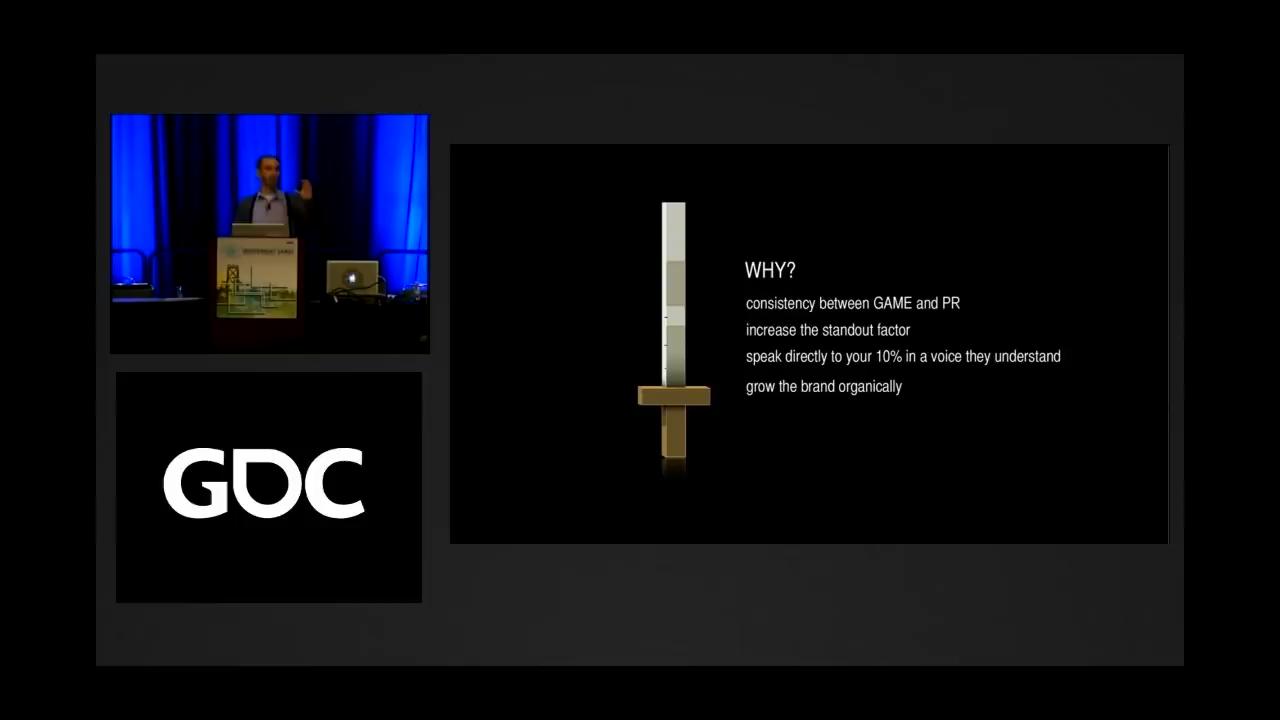 GDC
WHY?
consistency between GAME and PR
increase the standout factor
speak directly to your 10% in a voice they understand
grow the brand organically